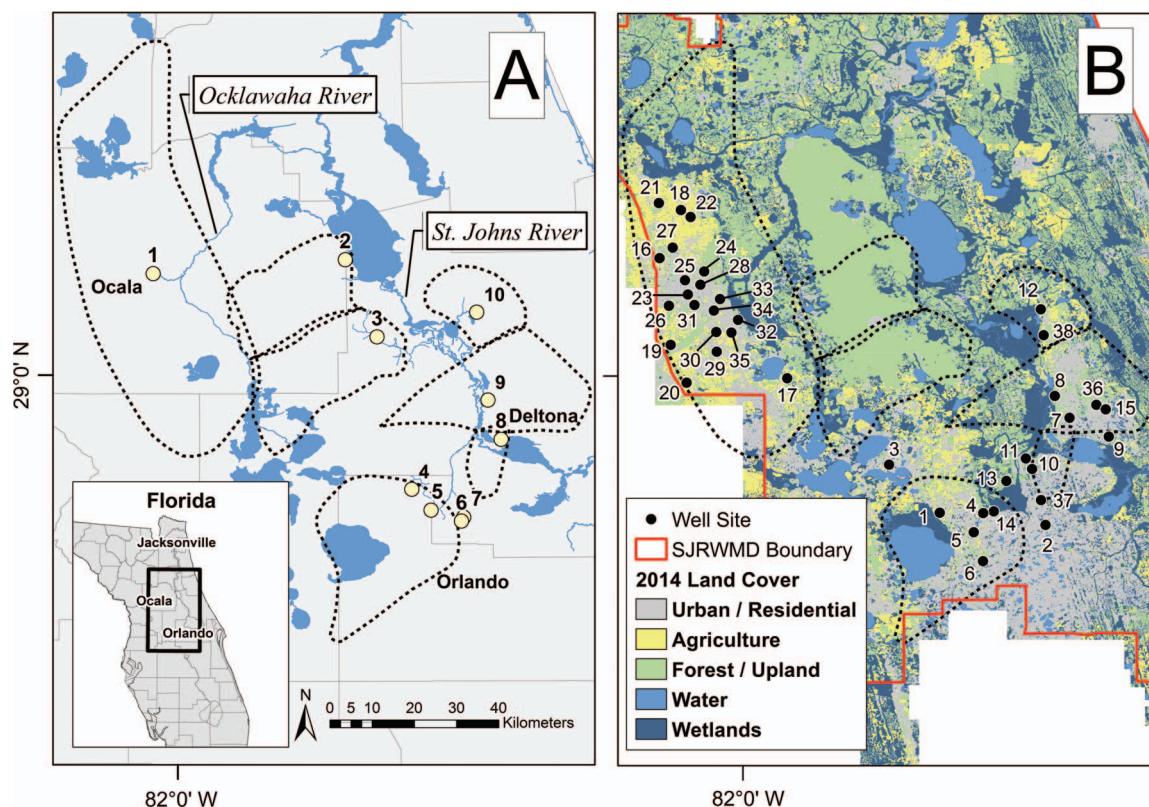 A
Ocklawaha River
St. Johns River
1
Ocala
2
3
10
9
Deltona
8
4
5
6
7
Orlando
29°0' N
Florida
Jacksonville
Ocala
Orlando
N
0 5 10 20 30 40
Kilometers
82°0' W
B
21
18
22
27
16
24
25
28
23
33
34
26
31
32
19
30
35
29
20
17
12
38
8
36
15
7
9
3
11
10
13
37
1
4
14
5
2
6
Well Site
SJRWMD Boundary
2014 Land Cover
Urban / Residential
Agriculture
Forest / Upland
Water
Wetlands
82°0' W